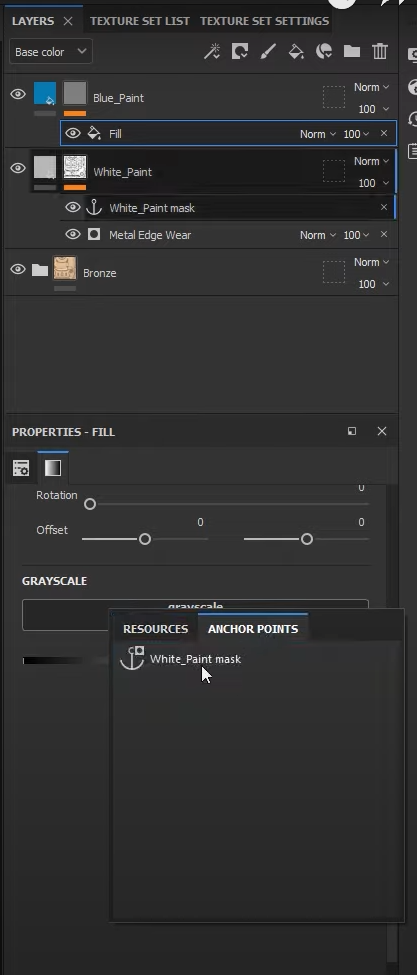 LAYERS × TEXTURE SET LIST TEXTURE SET SETTINGS
Base color
Norm
Blue_Paint
100
Fill Norm 100 ×
Norm
White_Paint
100
White_Paint mask ×
Metal Edge Wear Norm 100 ×
Norm
Bronze
100
PROPERTIES - FILL
Rotation 0
Offset 0 0
GRAYSCALE
grayscale
RESOURCES ANCHOR POINTS
White_Paint mask